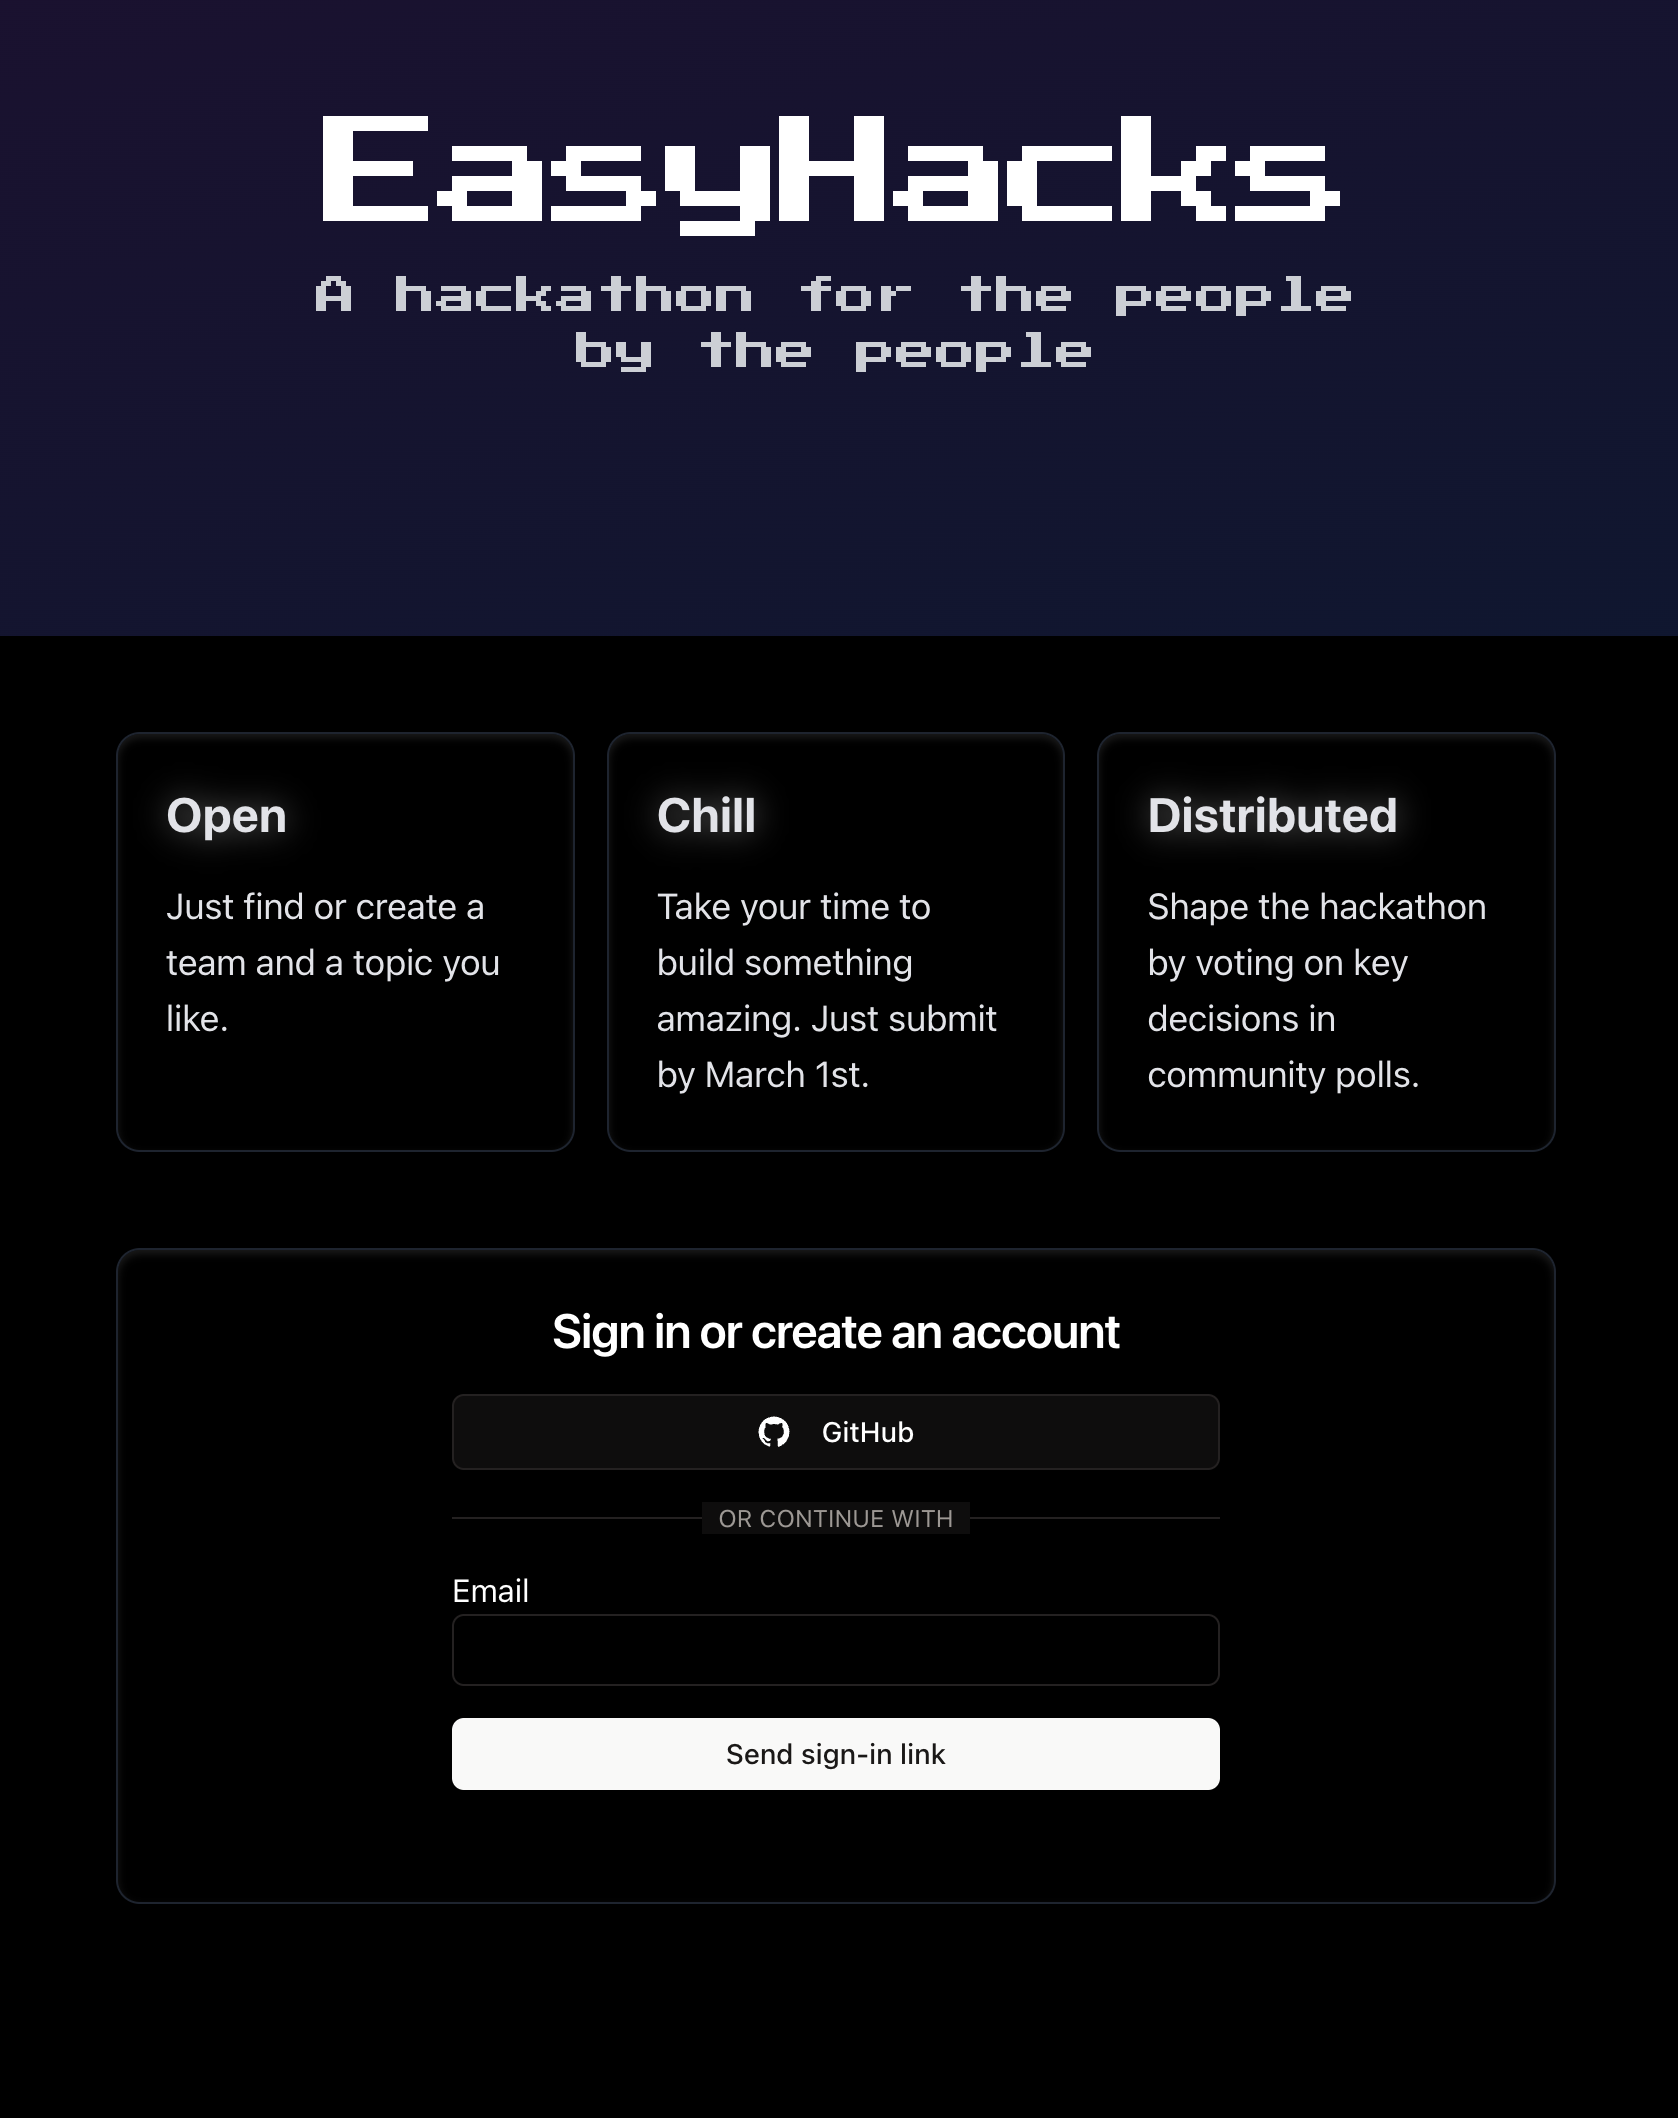 EasyHacks
A hackathon for the people
by the people
Open
Just find or create a
team and a topic you
like.
Chill
Take your time to
build something
amazing. Just submit
by March 1st.
Distributed
Shape the hackathon
by voting on key
decisions in
community polls.
Sign in or create an account
GitHub
OR CONTINUE WITH
Email
Send sign-in link